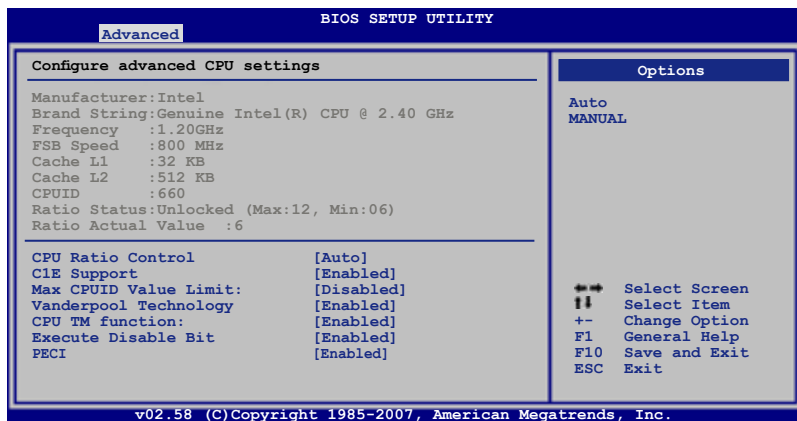 BIOS SETUP UTILITY
Advanced
Configure advanced CPU settings
Manufacturer:Intel
Brand String:Genuine Intel(R) CPU @ 2.40 GHz
Frequency :1.20GHz
FSB Speed :800 MHz
Cache L1 :32 KB
Cache L2 :512 KB
CPUID :660
Ratio Status:Unlocked (Max:12, Min:06)
Ratio Actual Value :6
CPU Ratio Control [Auto]
C1E Support [Enabled]
Max CPUID Value Limit: [Disabled]
Vanderpool Technology [Enabled]
CPU TM function: [Enabled]
Execute Disable Bit [Enabled]
PECI [Enabled]
Options
Auto
MANUAL
←→ Select Screen
↑↓ Select Item
+- Change Option
F1 General Help
F10 Save and Exit
ESC Exit
v02.58 (C)Copyright 1985-2007, American Megatrends, Inc.